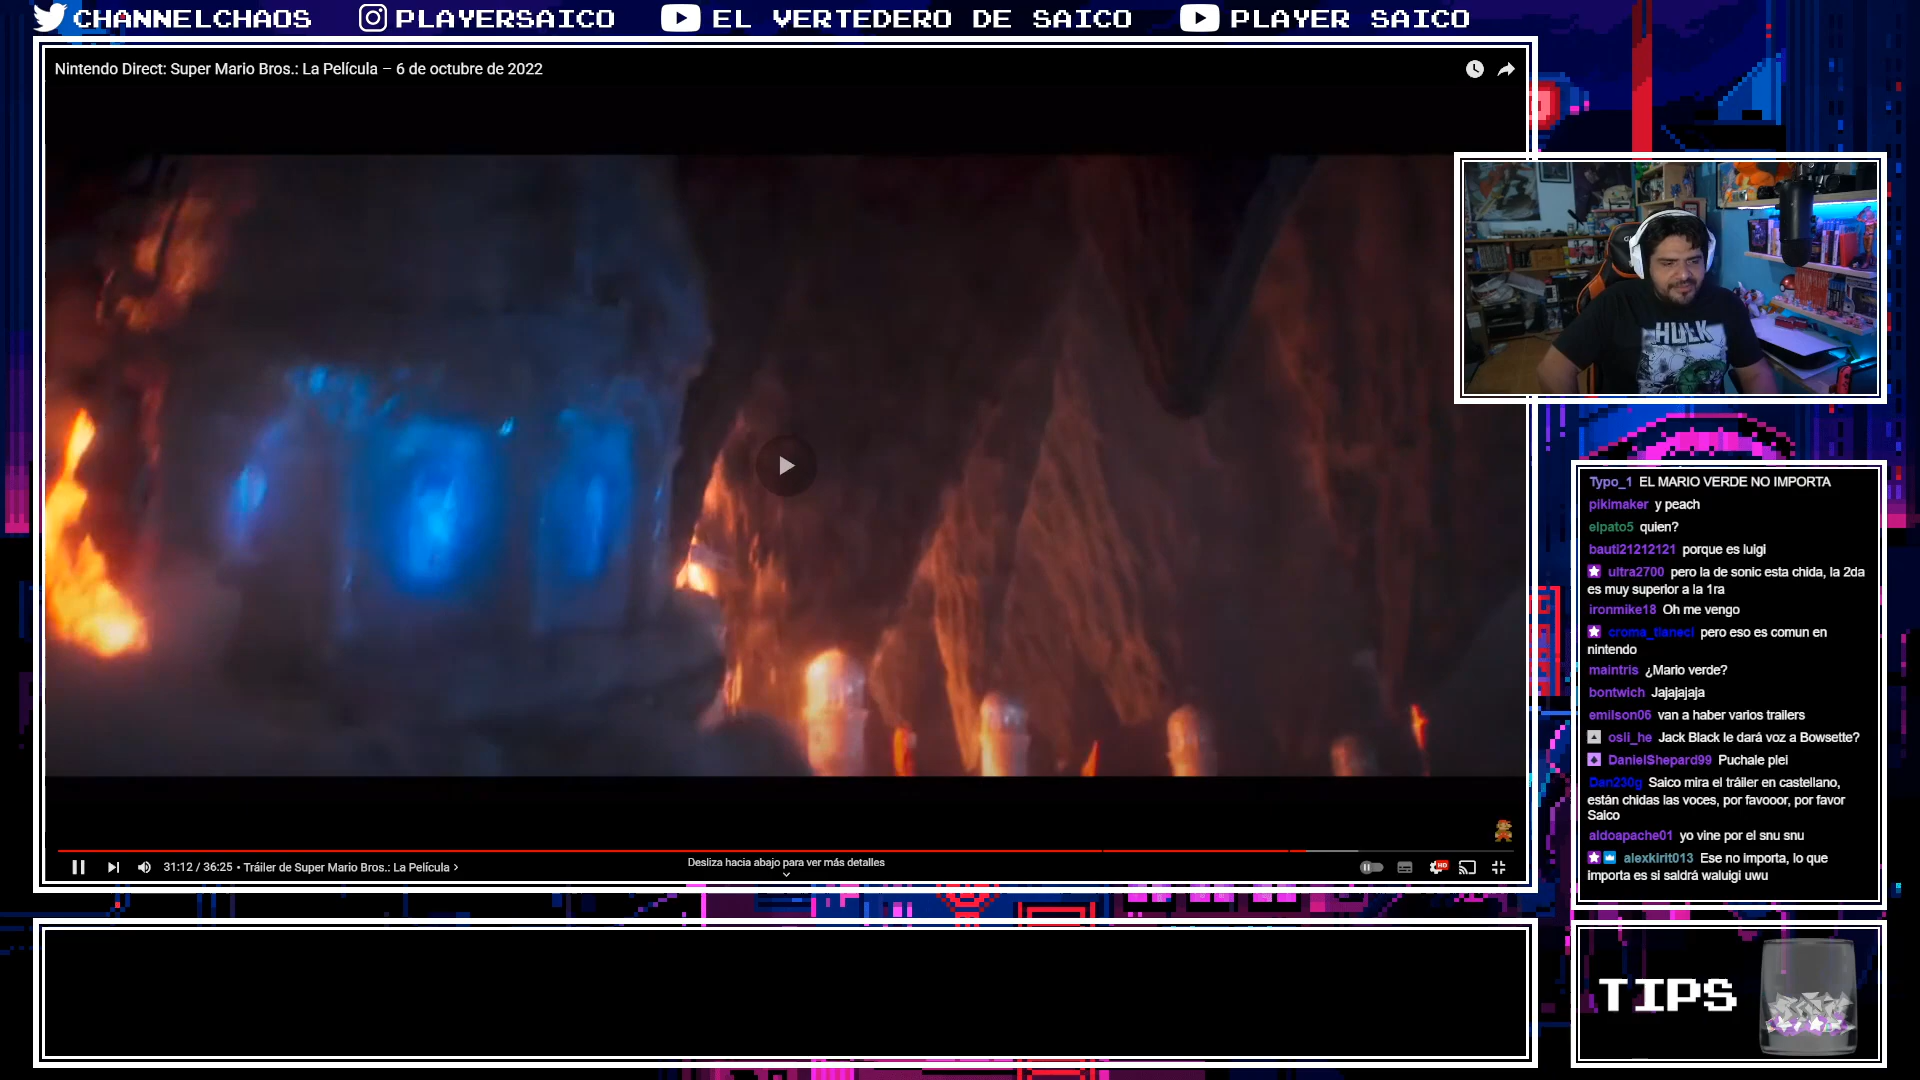 CHANNELCHAOS PLAYERSAICO EL VERTEDERO DE SAICO PLAYER SAICO
Nintendo Direct: Super Mario Bros.: La Película – 6 de octubre de 2022
HULK
Typo_1 EL MARIO VERDE NO IMPORTA
pikimaker y peach
elpato5 quien?
bauti21212121 porque es luigi
ultra2700 pero la de sonic esta chida, la 2da
es muy superior a la 1ra
ironmike18 Oh me vengo
croma_tlaneci pero eso es comun en
nintendo
maintris ¿Mario verde?
bontwich Jajajajaja
emilson06 van a haber varios trailers
osli_he Jack Black le dará voz a Bowsette?
DanielShepard99 Puchale plei
Dan230g Saico mira el tráiler en castellano,
están chidas las voces, por favooor, por favor
Saico
aldoapache01 yo vine por el snu snu
alexkirit013 Ese no importa, lo que
importa es si saldrá waluigi uwu
31:12 / 36:25 • Tráiler de Super Mario Bros.: La Película ›
Desliza hacia abajo para ver más detalles
HD
TIPS